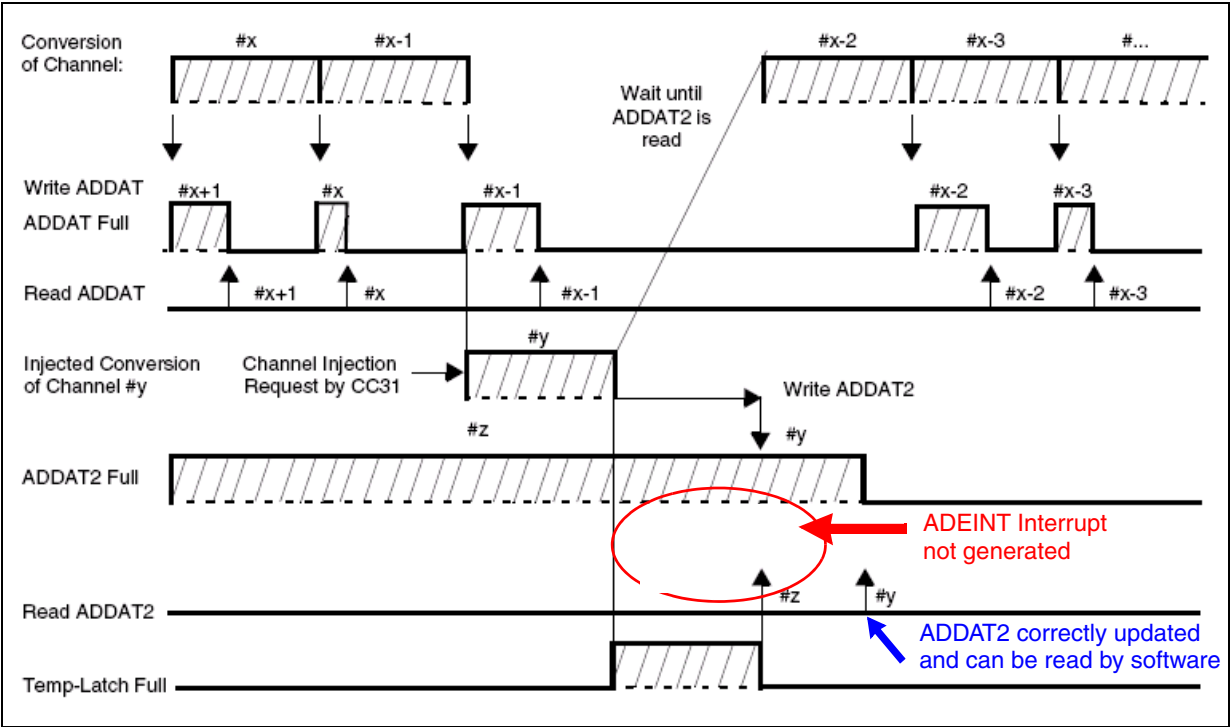 Conversion
of Channel:
#x
#x-1
#x-2
#x-3
#...
Wait until
ADDAT2 is
read
Write ADDAT
ADDAT Full
#x+1
#x
#x-1
#x-2
#x-3
Read ADDAT
#x+1
#x
#x-1
#x-2
#x-3
Injected Conversion
of Channel #y
Channel Injection
Request by CC31
#y
Write ADDAT2
#z
#y
ADDAT2 Full
ADEINT Interrupt
not generated
Read ADDAT2
#z
#y
ADDAT2 correctly updated
and can be read by software
Temp-Latch Full